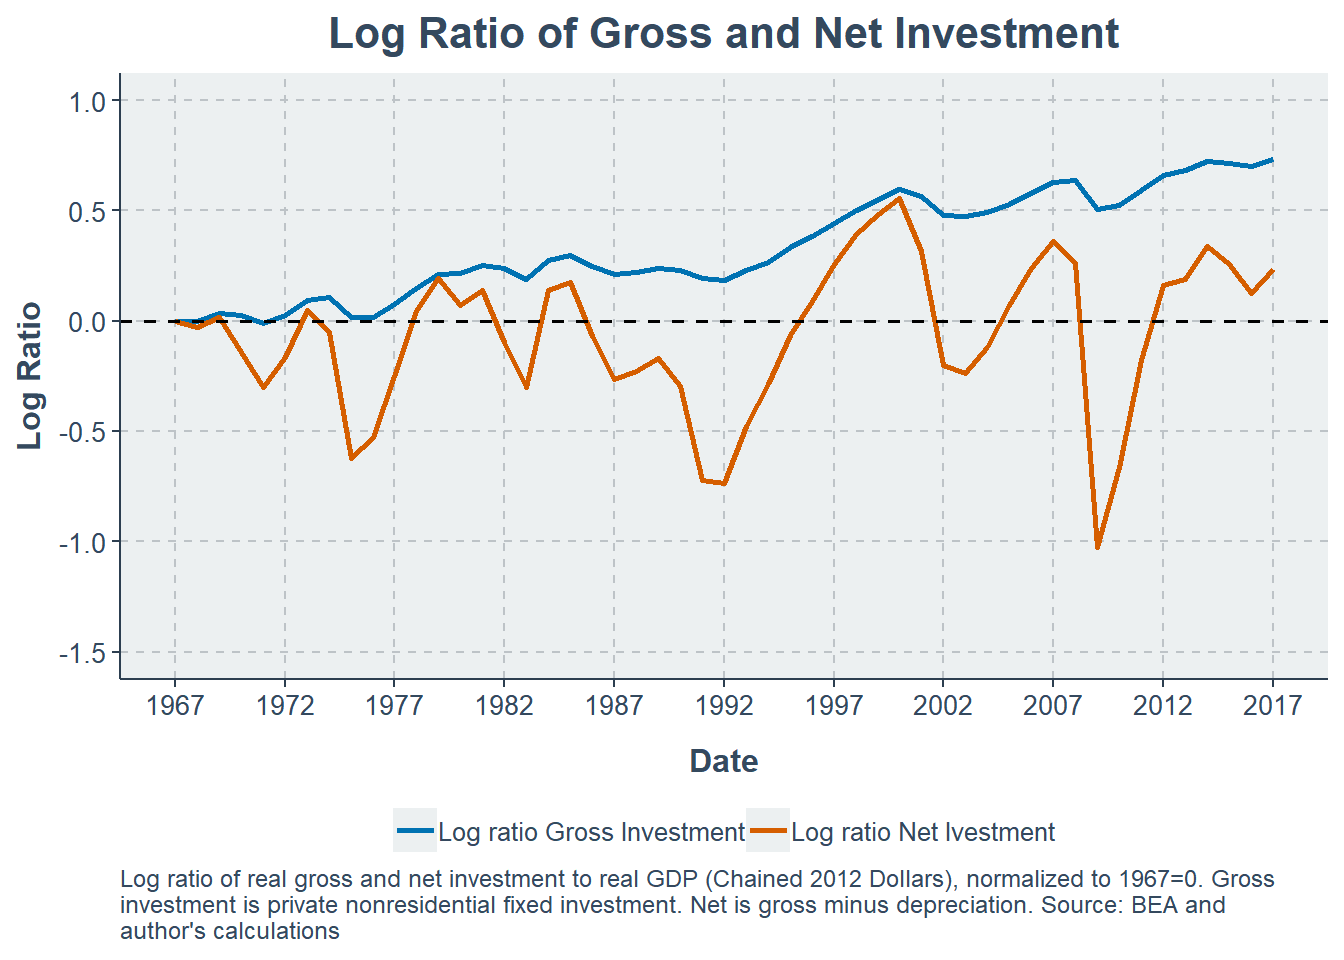 Log Ratio of Gross and Net Investment
Log Ratio
1.0
0.5
0.0
-0.5
-1.0
-1.5
1967 1972 1977 1982 1987 1992 1997 2002 2007 2012 2017
Date
Log ratio Gross Investment Log ratio Net Ivestment
Log ratio of real gross and net investment to real GDP (Chained 2012 Dollars), normalized to 1967=0. Gross
investment is private nonresidential fixed investment. Net is gross minus depreciation. Source: BEA and
author's calculations